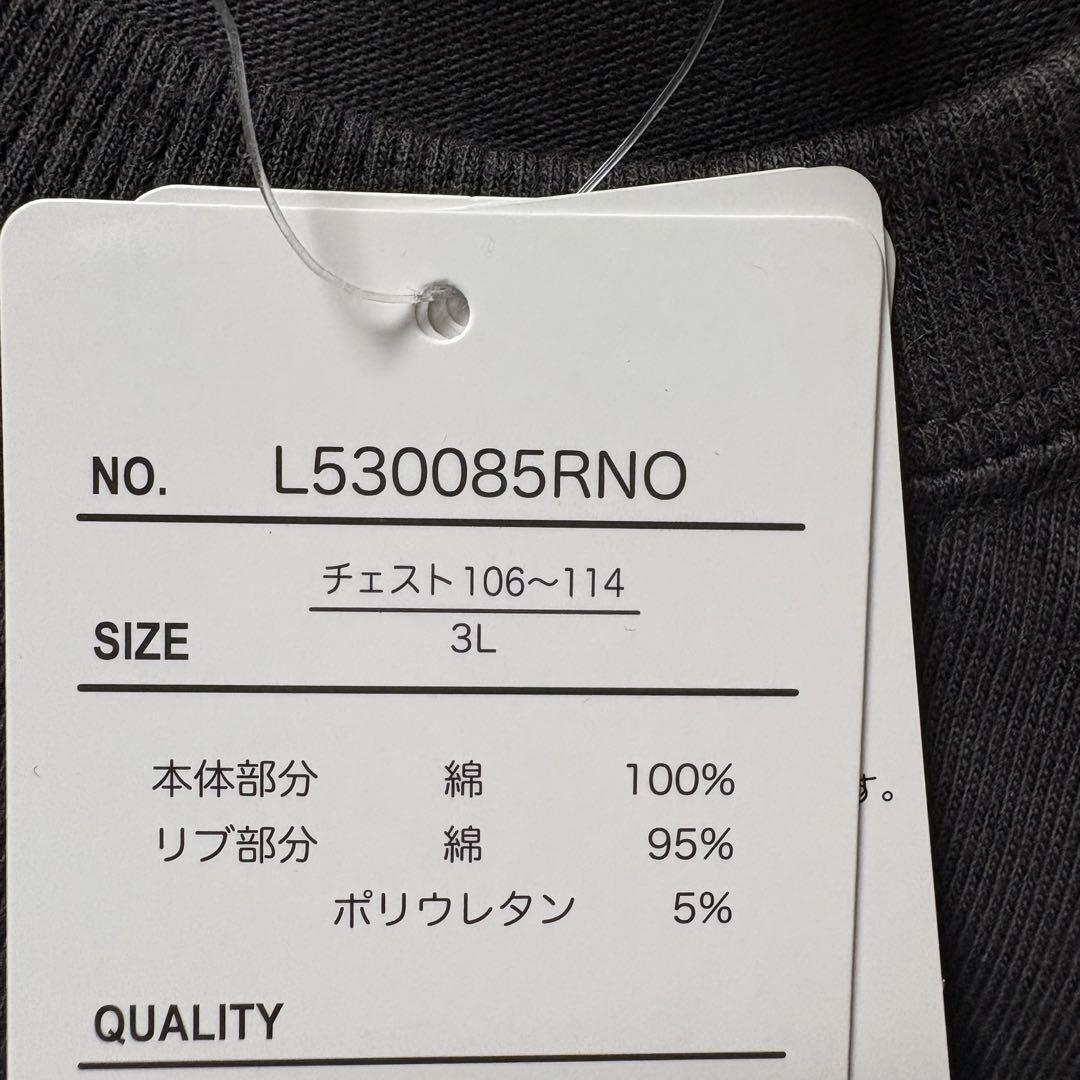 NO. L530085RNO
チェスト106〜114
SIZE 3L
本体部分 綿 100%
リブ部分 綿 95%
ポリウレタン 5%
す。
QUALITY